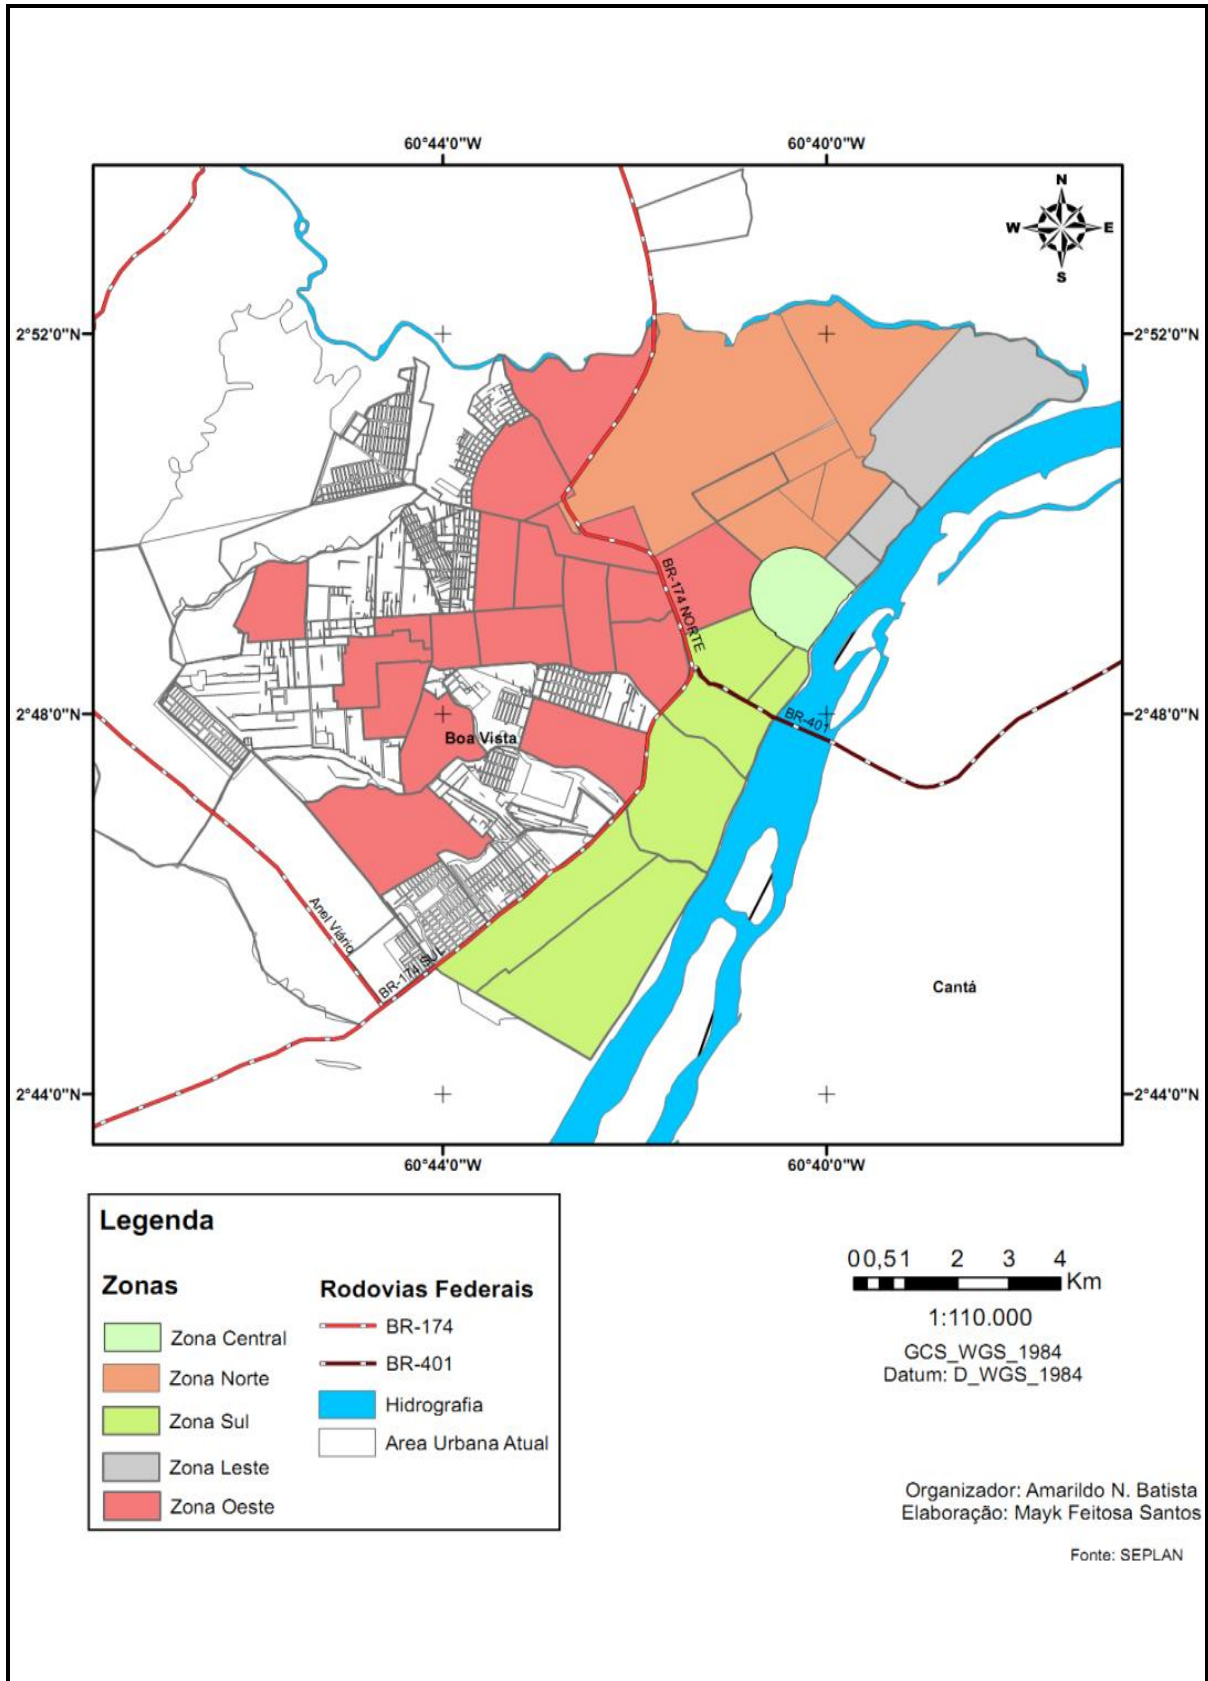 60°44'0"W
60°40'0"W
N
W
E
S
2°52'0"N
2°52'0"N
BR-174 NORTE
2°48'0"N
2°48'0"N
BR-401
Boa Vista
Anel Viário
BR-174 SUL
Cantá
2°44'0"N
2°44'0"N
60°44'0"W
60°40'0"W
Legenda
Zonas
Zona Central
Zona Norte
Zona Sul
Zona Leste
Zona Oeste
Rodovias Federais
BR-174
BR-401
Hidrografia
Area Urbana Atual
0 0,5 1 2 3 4
Km
1:110.000
GCS_WGS_1984
Datum: D_WGS_1984
Organizador: Amarildo N. Batista
Elaboração: Mayk Feitosa Santos
Fonte: SEPLAN